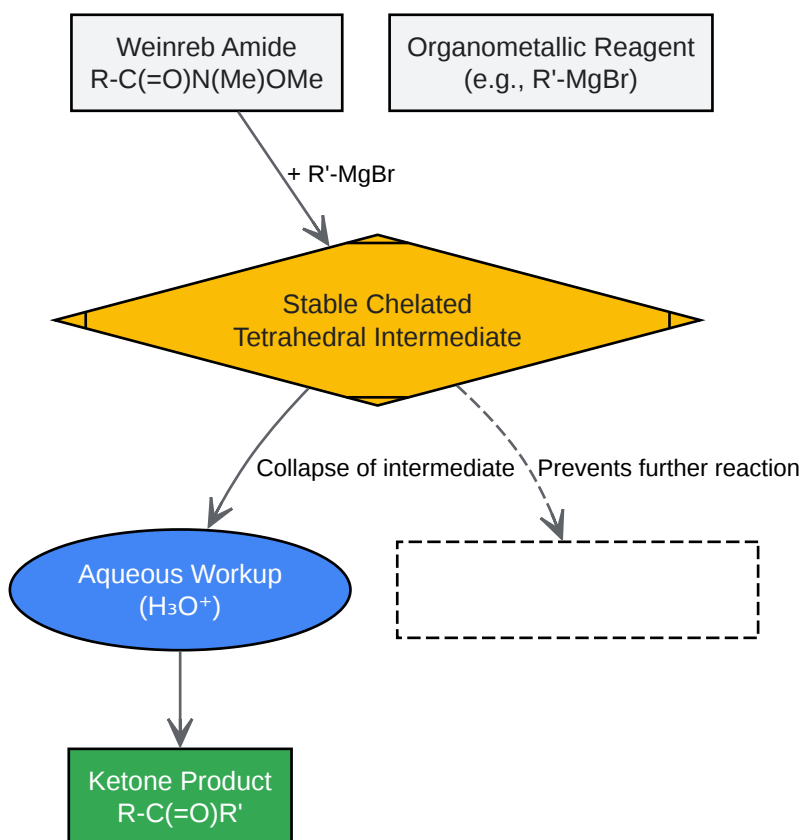 Weinreb Amide
R-C(=O)N(Me)OMe
Organometallic Reagent
(e.g., R'-MgBr)
+ R'-MgBr
Stable Chelated
Tetrahedral Intermediate
Collapse of intermediate
Prevents further reaction
Aqueous Workup
(H₃O⁺)
Ketone Product
R-C(=O)R'